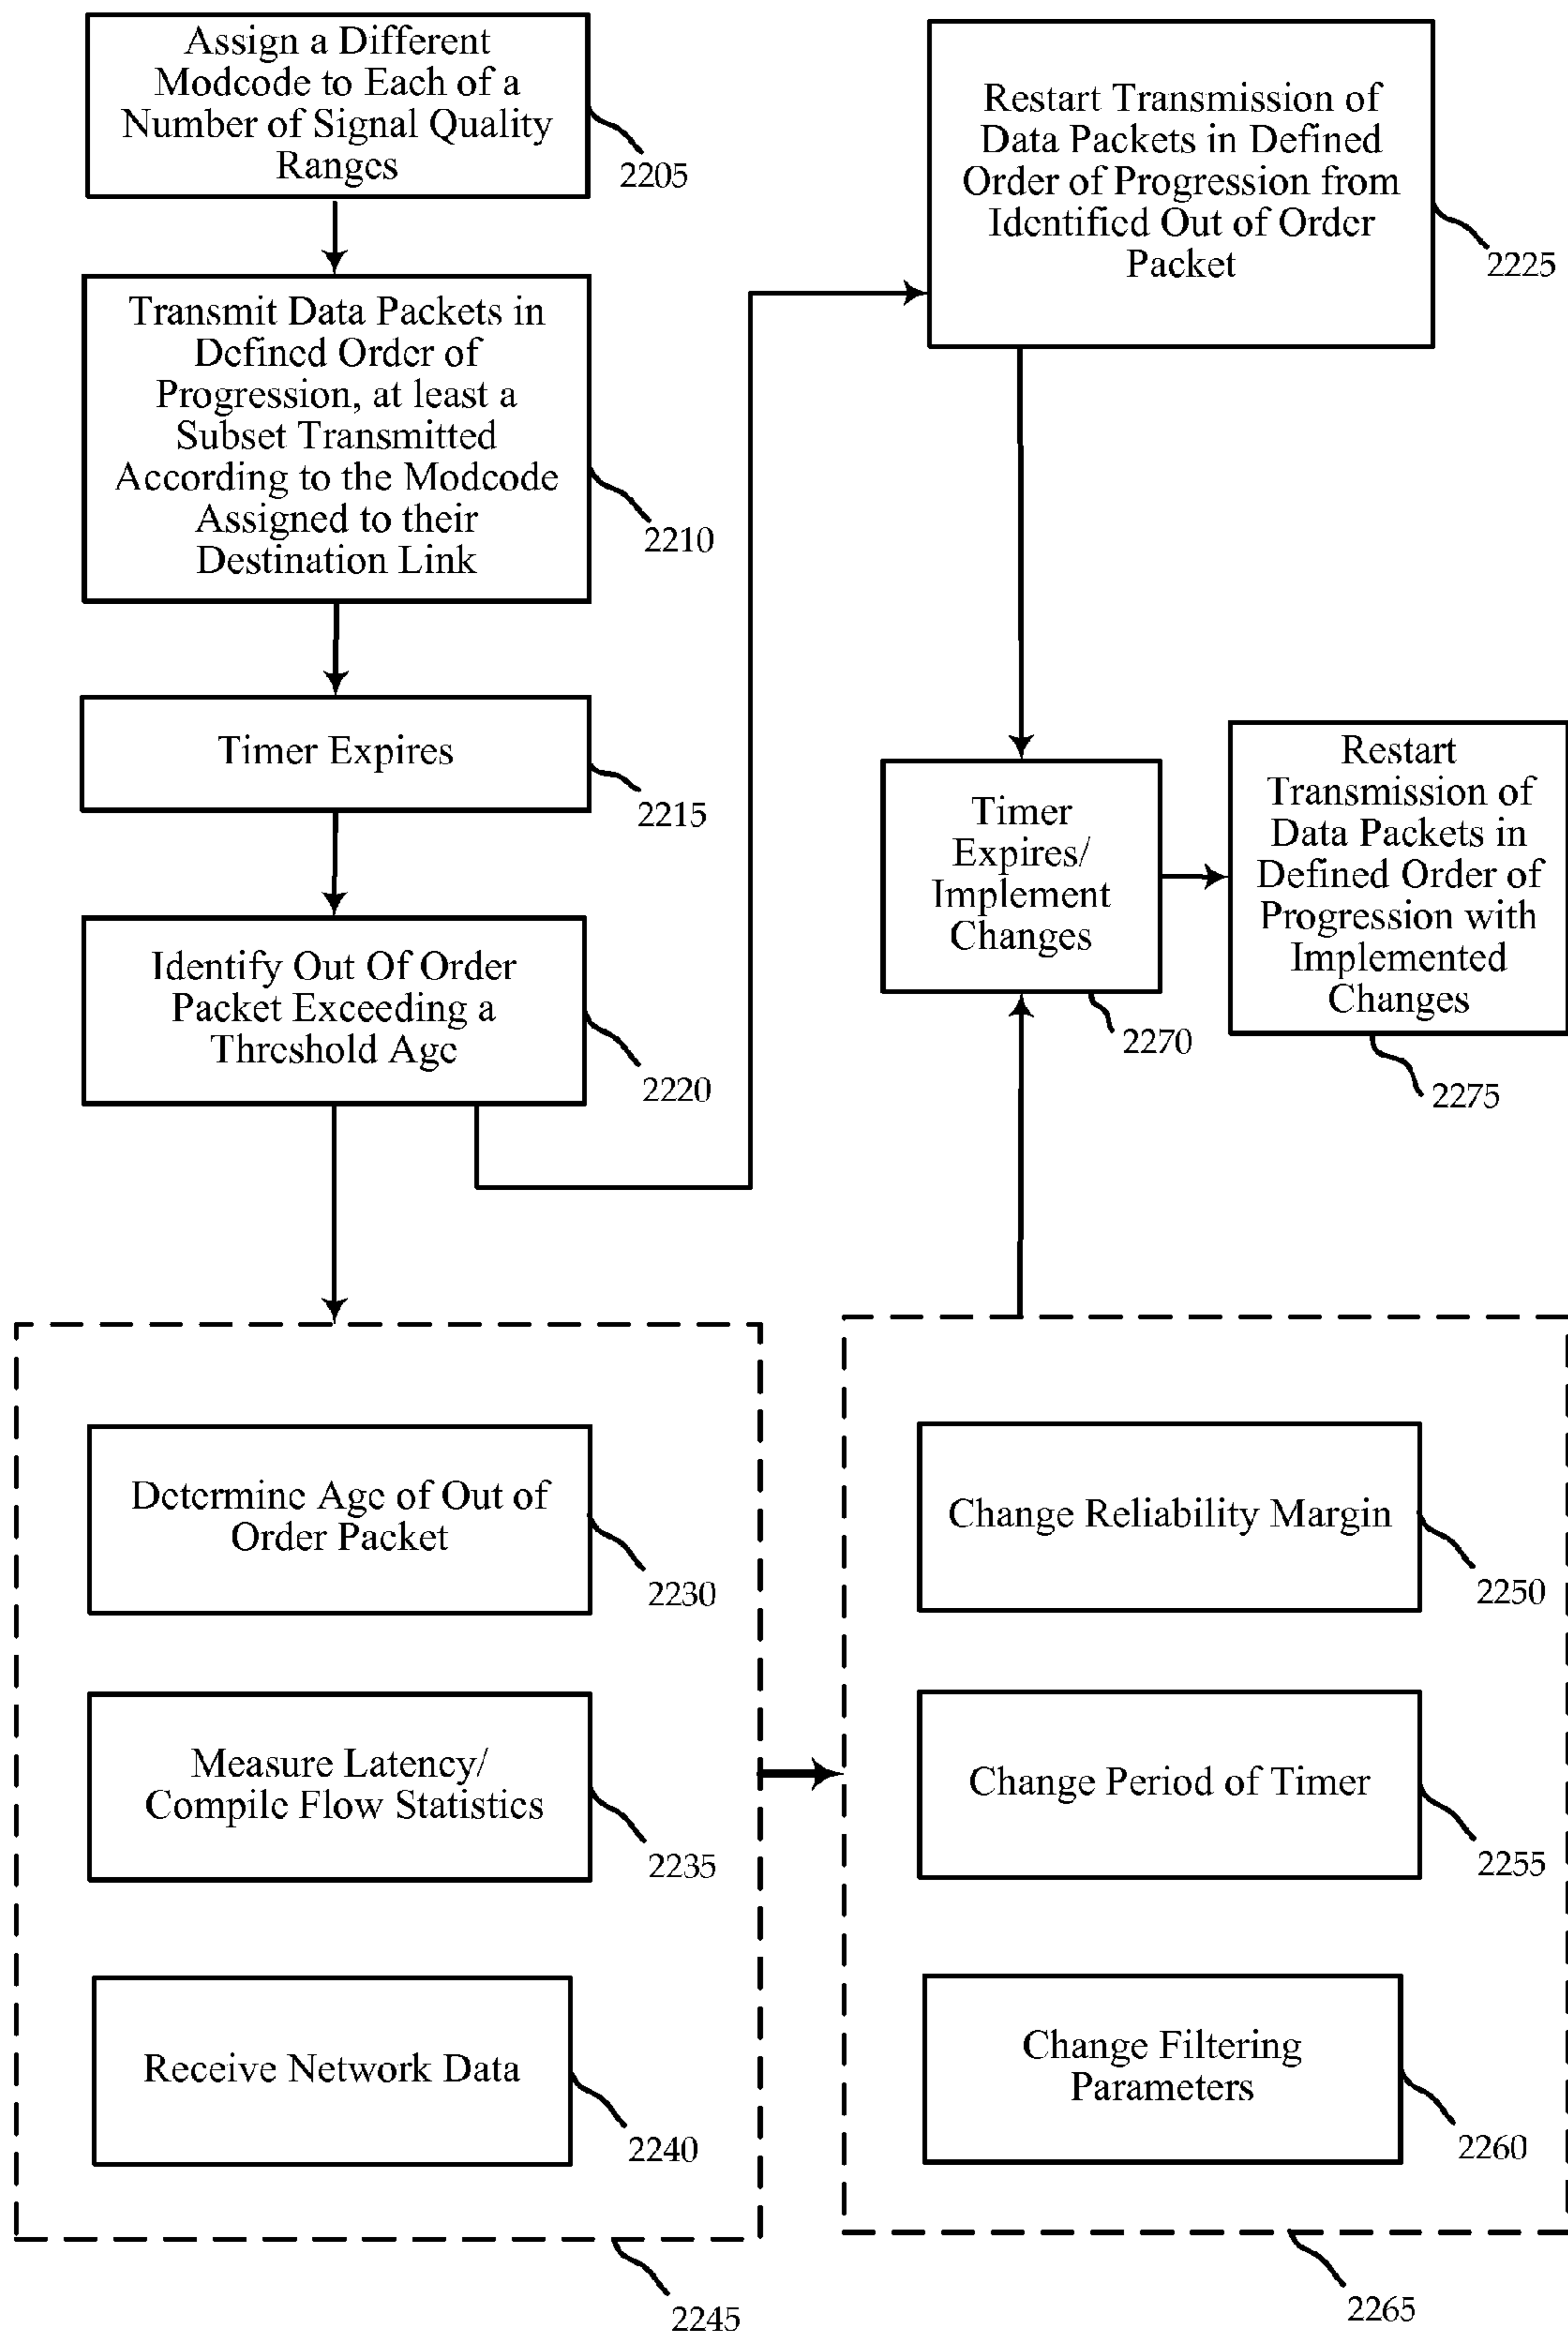 Assign a Different
Modcode to Each of a
Number of Signal Quality
Ranges
2205
Transmit Data Packets in
Defined Order of
Progression, at least a
Subset Transmitted
According to the Modcode
Assigned to their
Destination Link
2210
Timer Expires
2215
Identify Out Of Order
Packet Exceeding a
Threshold Age
2220
Restart Transmission of
Data Packets in Defined
Order of Progression from
Identified Out of Order
Packet
2225
Timer
Expires/
Implement
Changes
2270
Restart
Transmission of
Data Packets in
Defined Order of
Progression with
Implemented
Changes
2275
Determine Age of Out of
Order Packet
2230
Measure Latency/
Compile Flow Statistics
2235
Receive Network Data
2240
2245
Change Reliability Margin
2250
Change Period of Timer
2255
Change Filtering
Parameters
2260
2265